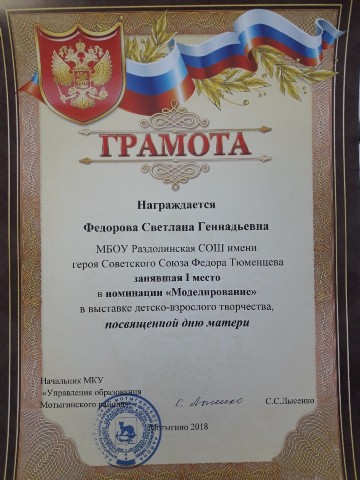 ГРАМОТА
Награждается
Федорова Светлана Геннадьевна
МБОУ Раздолинская СОШ имени
героя Советского Союза Федора Тюменцева
занявшая I место
в номинации «Моделирование»
в выставке детско-взрослого творчества,
посвященной дню матери
Начальник МКУ
«Управления образования
Мотыгинского района»
С. Лысенко
С.С.Лысенко
Мотыгино 2018